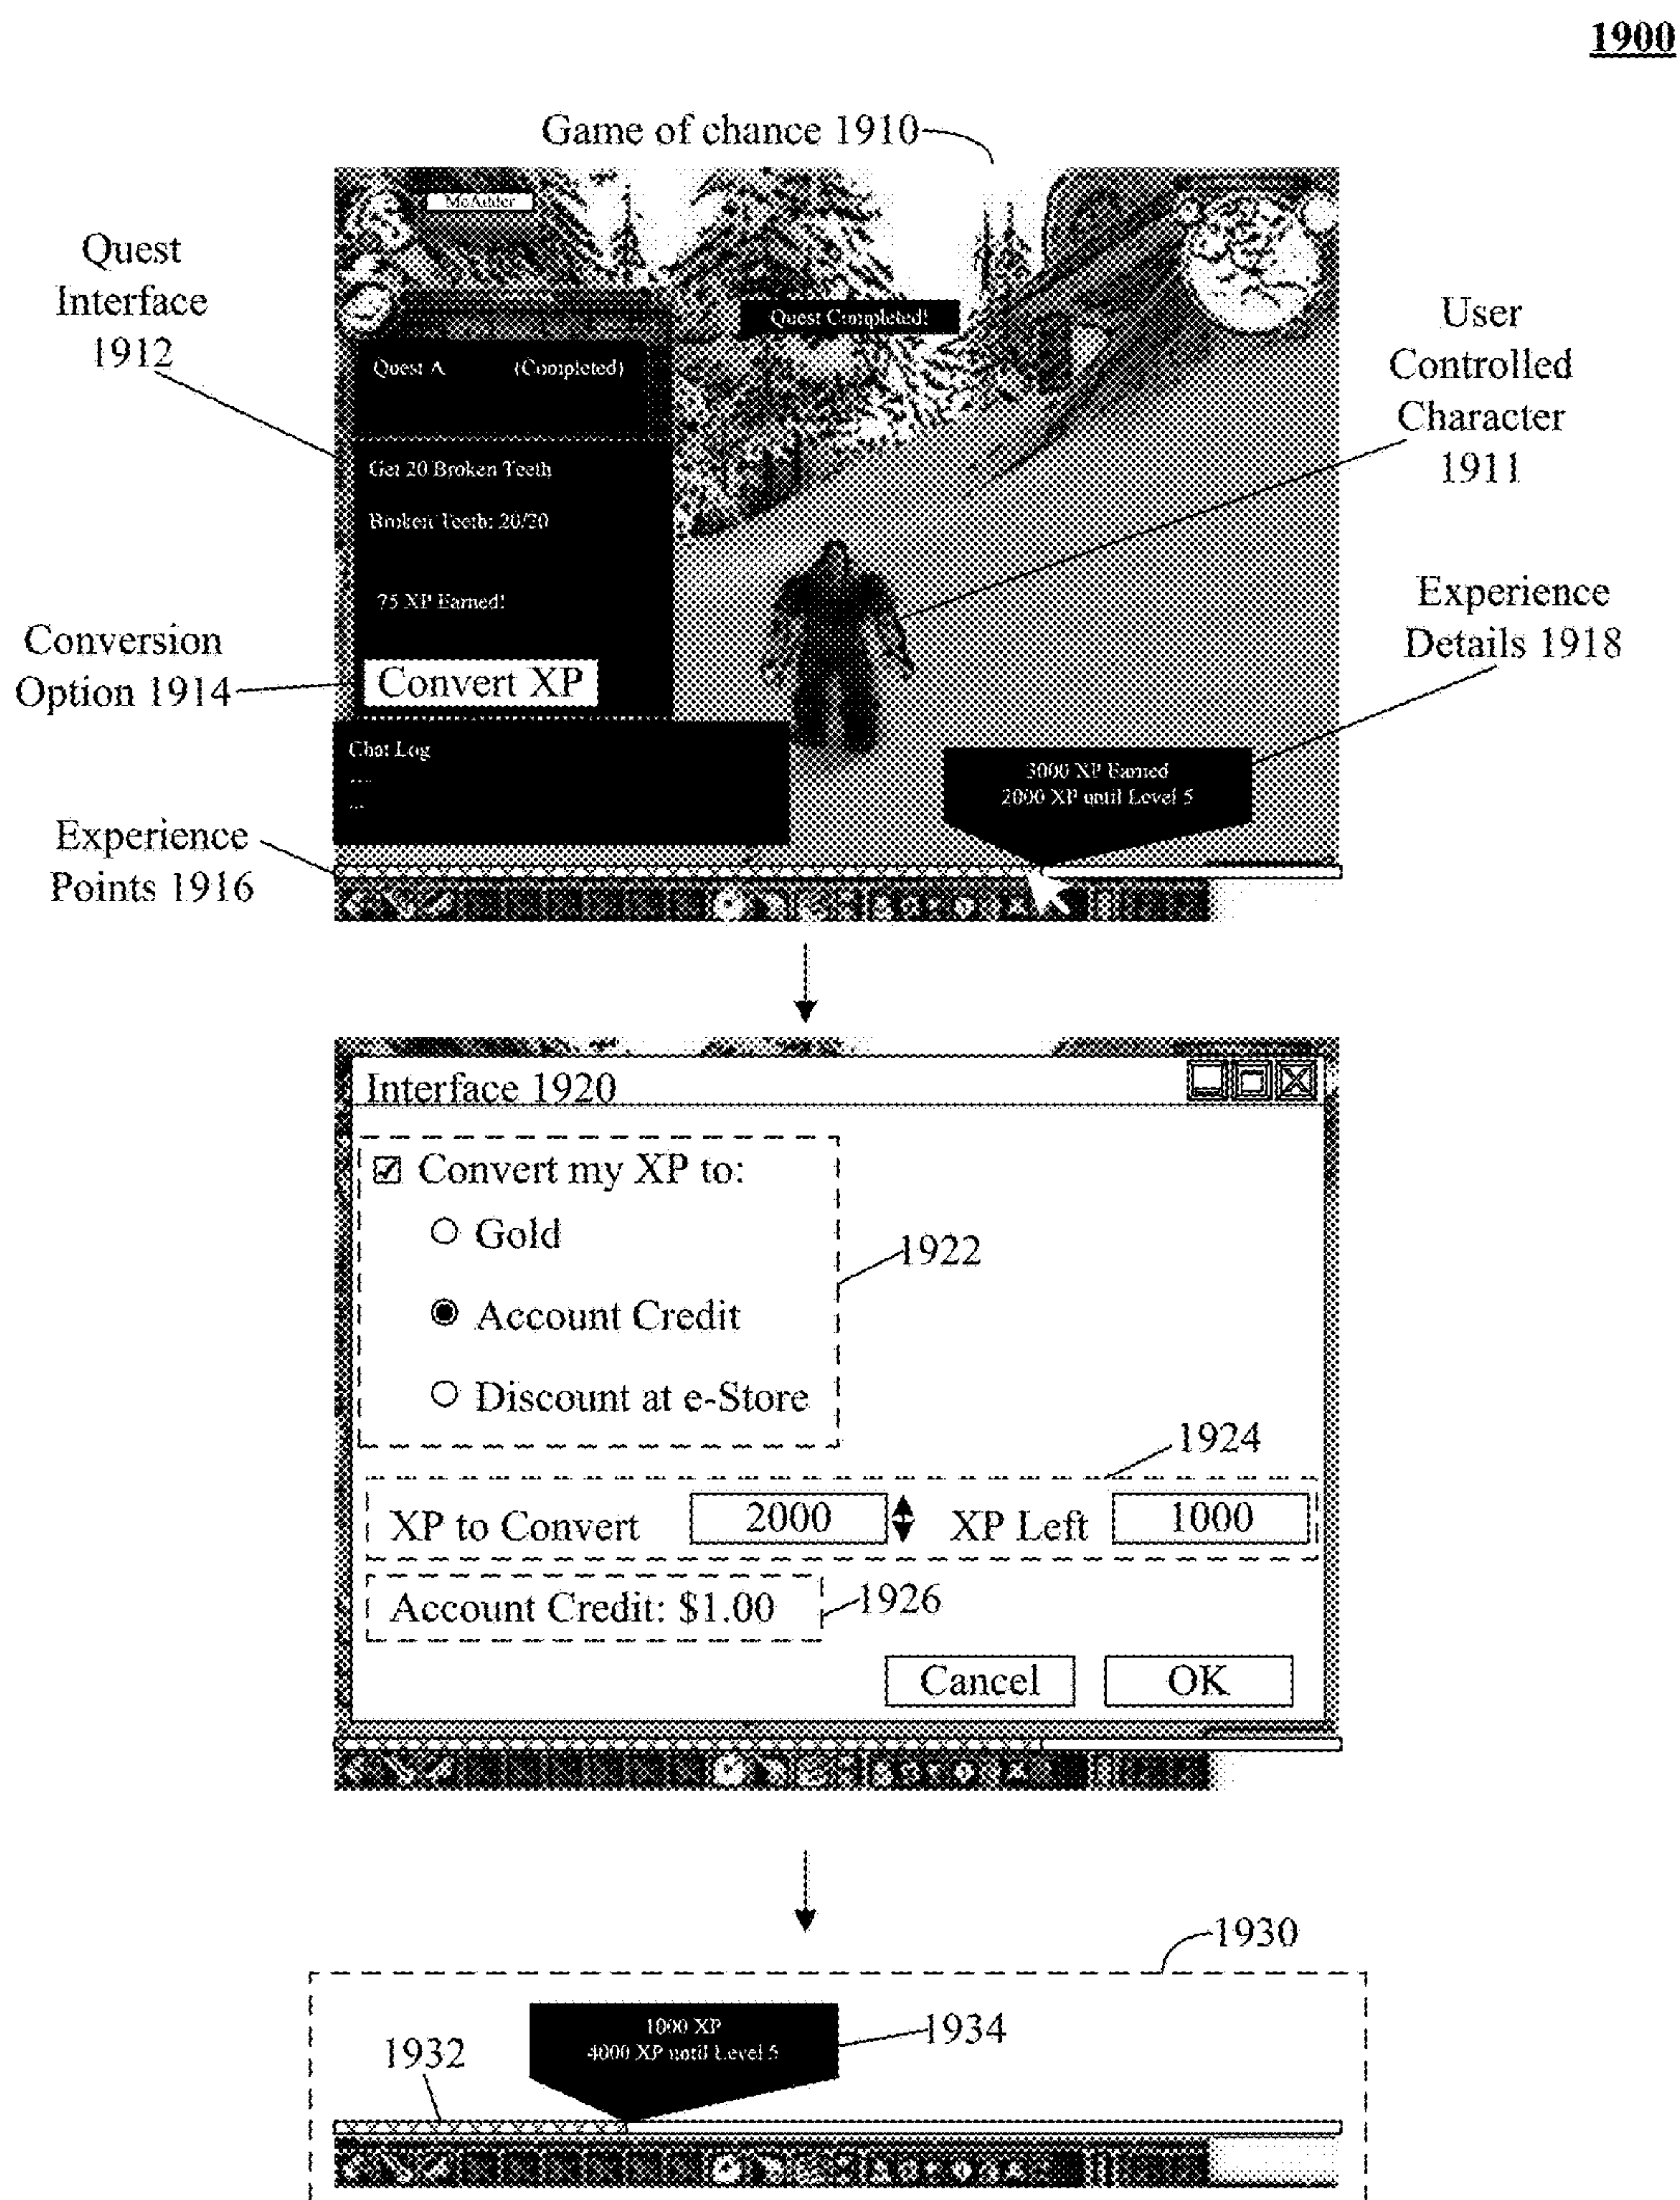 1900
Game of chance 1910
McAdder
Quest
Interface
1912
Quest Completed!
User
Controlled
Character
1911
Quest A (Completed)
Get 20 Broken Teeth
Broken Teeth: 20/20
75 XP Earned!
Experience
Details 1918
Conversion
Option 1914
Convert XP
Chat Log
....
...
3000 XP Earned
2000 XP until Level 5
Experience
Points 1916
Interface 1920
Convert my XP to:
Gold
1922
Account Credit
Discount at e-Store
1924
XP to Convert 2000 XP Left 1000
Account Credit: $1.00
1926
Cancel OK
1930
1000 XP
4000 XP until Level 5
1934
1932